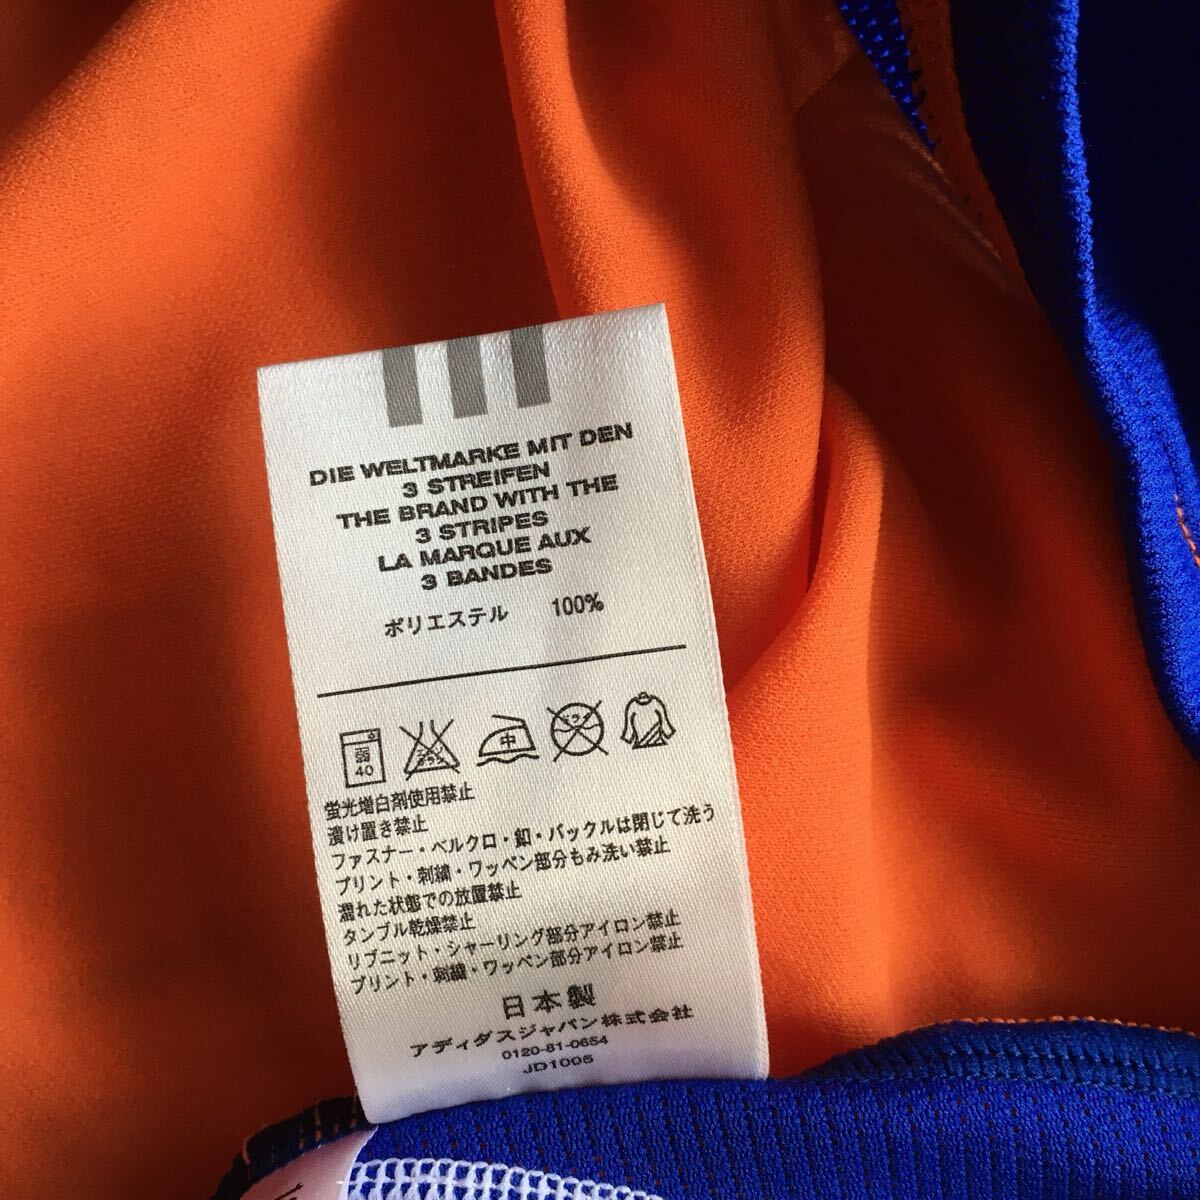 DIE WELTMARKE MIT DEN
3 STREIFEN
THE BRAND WITH THE
3 STRIPES
LA MARQUE AUX
3 BANDES
ポリエステル 100%
弱 40 中
蛍光増白剤使用禁止
漬け置き禁止
ファスナー・ベルクロ・釦・バックルは閉じて洗う
プリント・刺繍・ワッペン部分もみ洗い禁止
濡れた状態での放置禁止
タンブル乾燥禁止
リブニット・シャーリング部分アイロン禁止
プリント・刺繍・ワッペン部分アイロン禁止
日本製
アディダスジャパン株式会社
0120-81-0654
JD1005